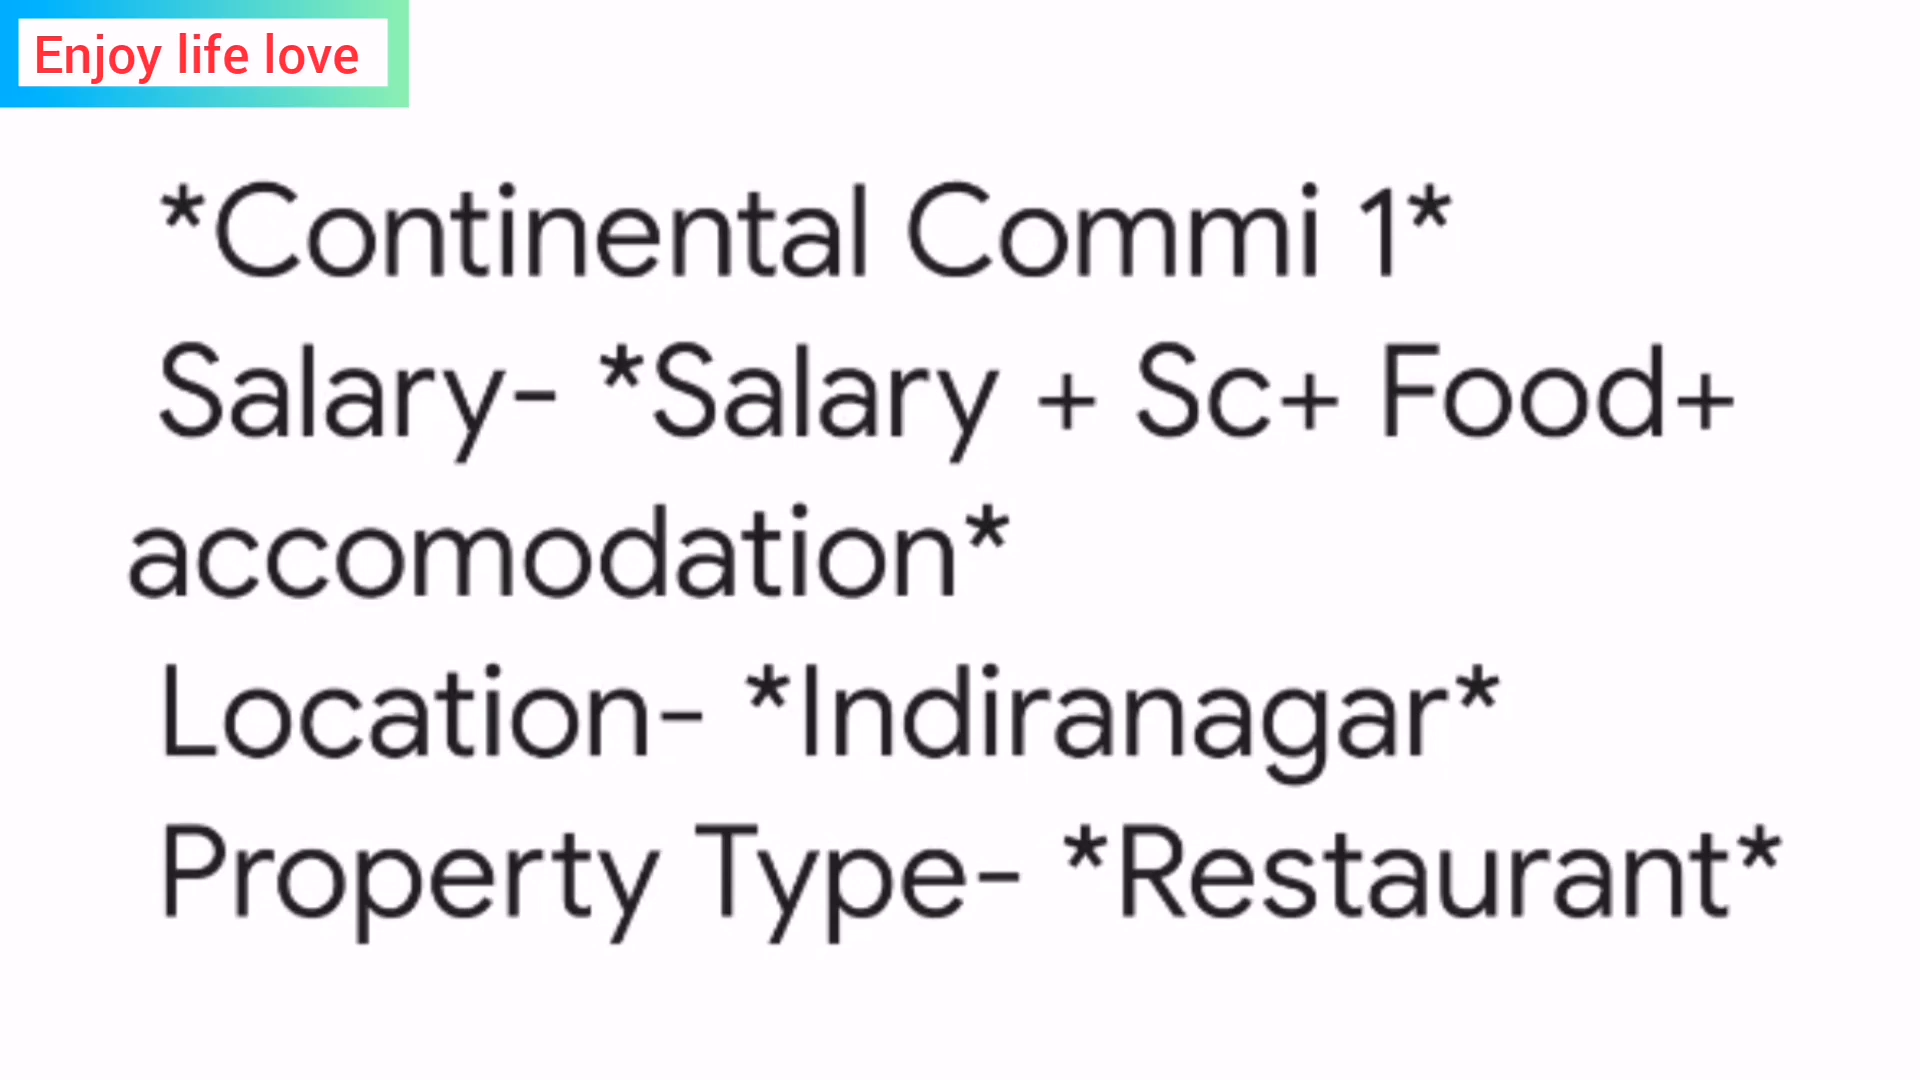 Enjoy life love
*Continental Commi 1*
Salary- *Salary + Sc+ Food+
accomodation*
Location- *Indiranagar*
Property Type- *Restaurant*